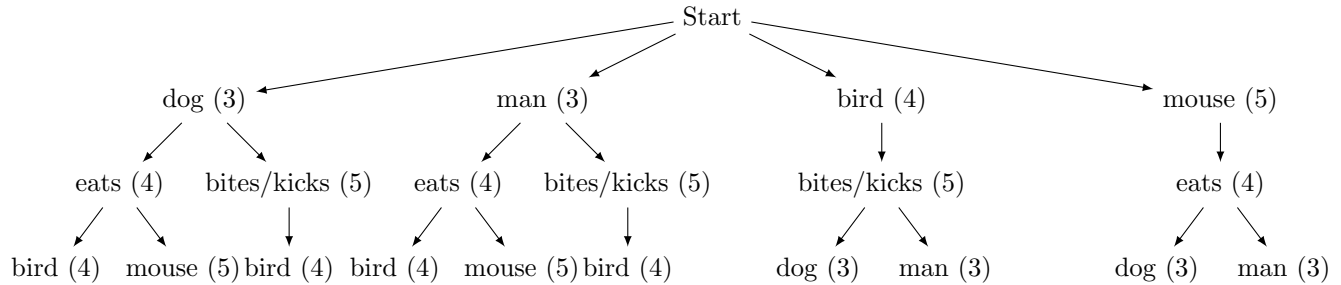 Start
dog (3) man (3) bird (4) mouse (5)
eats (4) bites/kicks (5) eats (4) bites/kicks (5) bites/kicks (5) eats (4)
bird (4) mouse (5) bird (4) bird (4) mouse (5) bird (4) dog (3) man (3) dog (3) man (3)